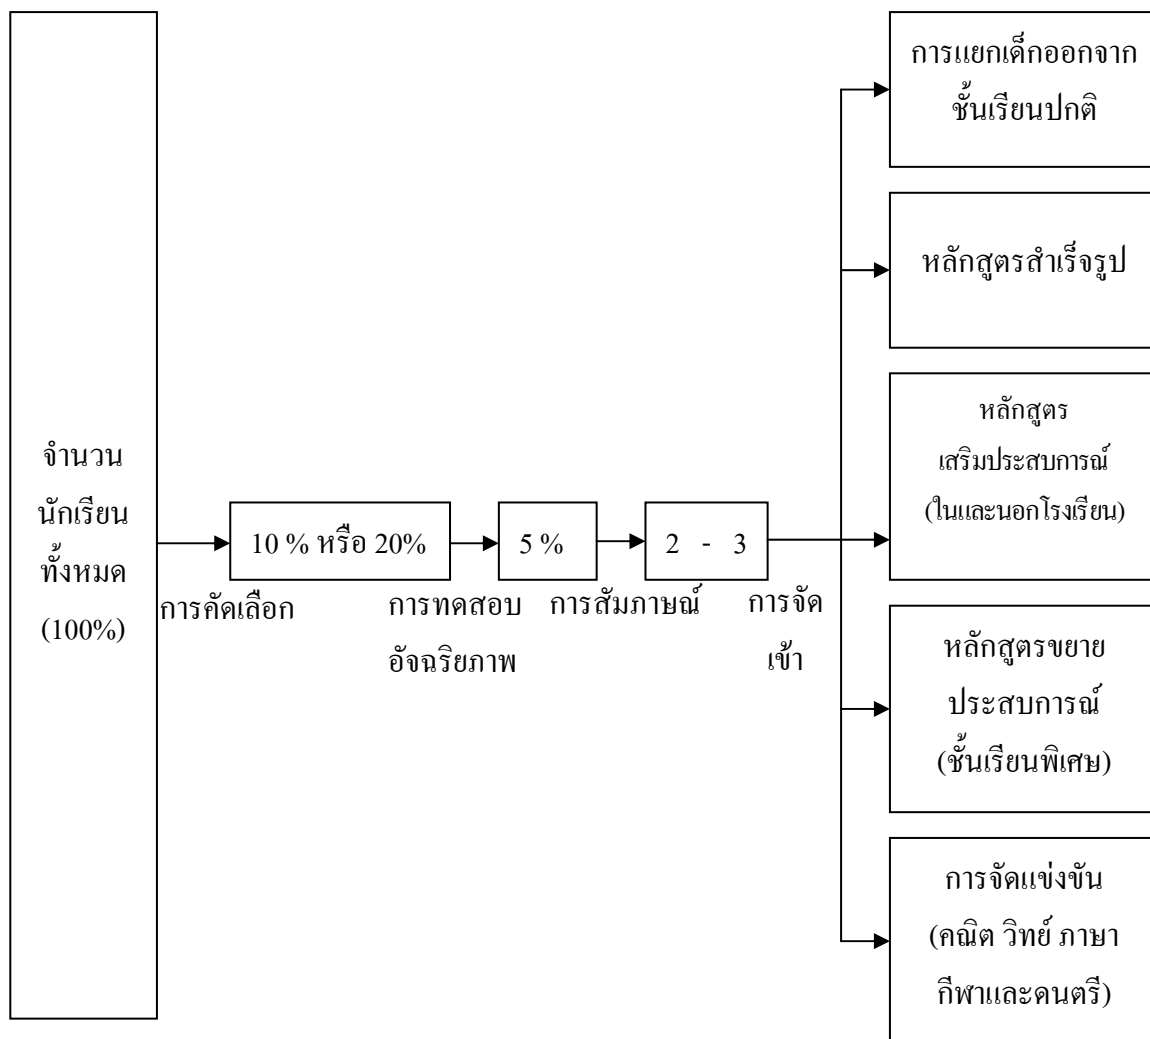 จำนวน
นักเรียน
ทั้งหมด
(100%)
การคัดเลือก
10 % หรือ 20%
การทดสอบ
อัจฉริยภาพ
5 %
การสัมภาษณ์
2 - 3
การจัด
เข้า
การแยกเด็กออกจาก
ชั้นเรียนปกติ
หลักสูตรสำเร็จรูป
หลักสูตร
เสริมประสบการณ์
(ในและนอกโรงเรียน)
หลักสูตรขยาย
ประสบการณ์
(ชั้นเรียนพิเศษ)
การจัดแข่งขัน
(คณิต วิทย์ ภาษา
กีฬาและดนตรี)